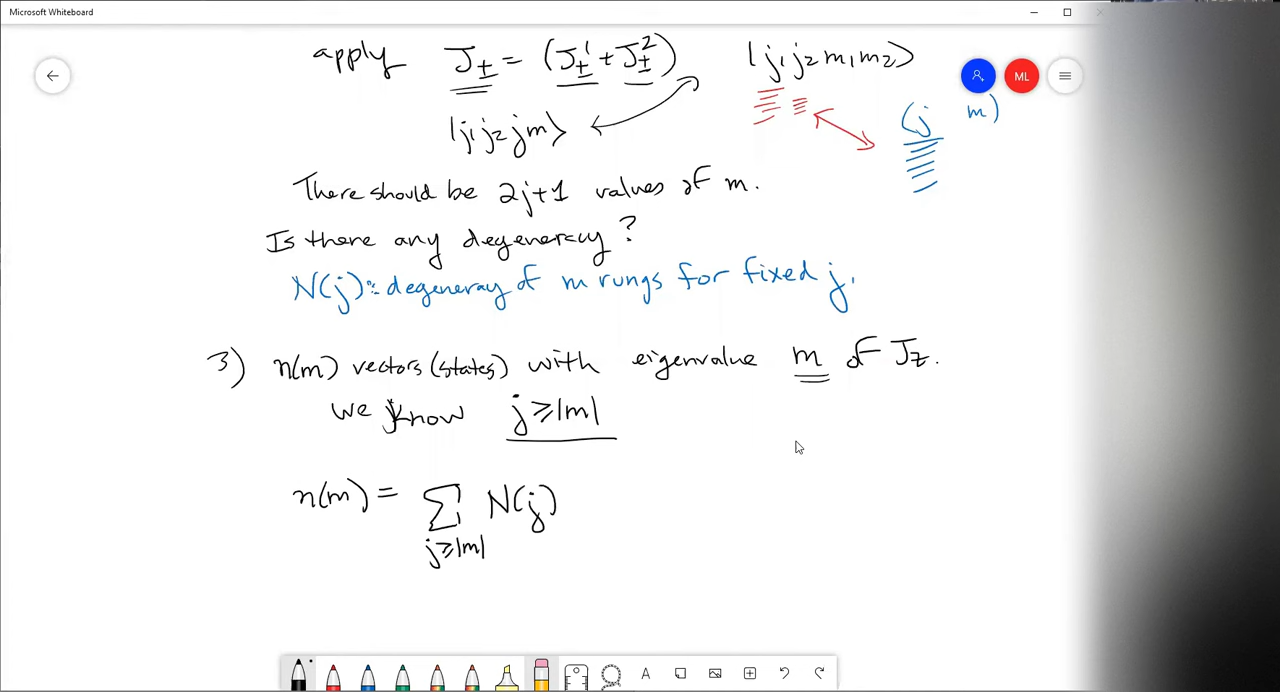 Microsoft Whiteboard
apply J± = (J±¹ + J±²) |j₁j₂m₁m₂⟩
ML
(j m)
|j₁j₂jm⟩
There should be 2j+1 values of m.
Is there any degeneracy?
N(j): degeneray of m rungs for fixed j.
3) n(m) vectors (states) with eigenvalue m of Jz.
we know j≥|m|
n(m) = ∑ N(j)
j≥|m|
A